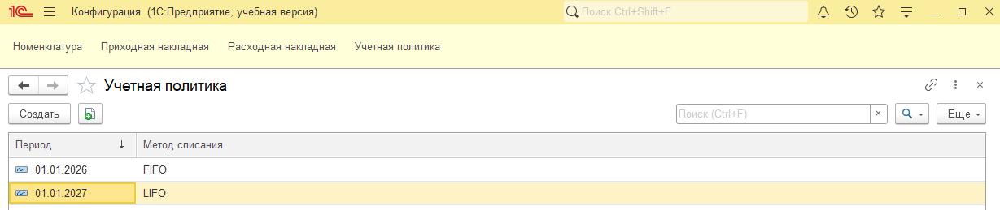 1С Конфигурация (1С:Предприятие, учебная версия) Поиск Ctrl+Shift+F
Номенклатура Приходная накладная Расходная накладная Учетная политика
Учетная политика
Создать Поиск (Ctrl+F) × Еще
Период ↓ Метод списания
01.01.2026 FIFO
01.01.2027 LIFO